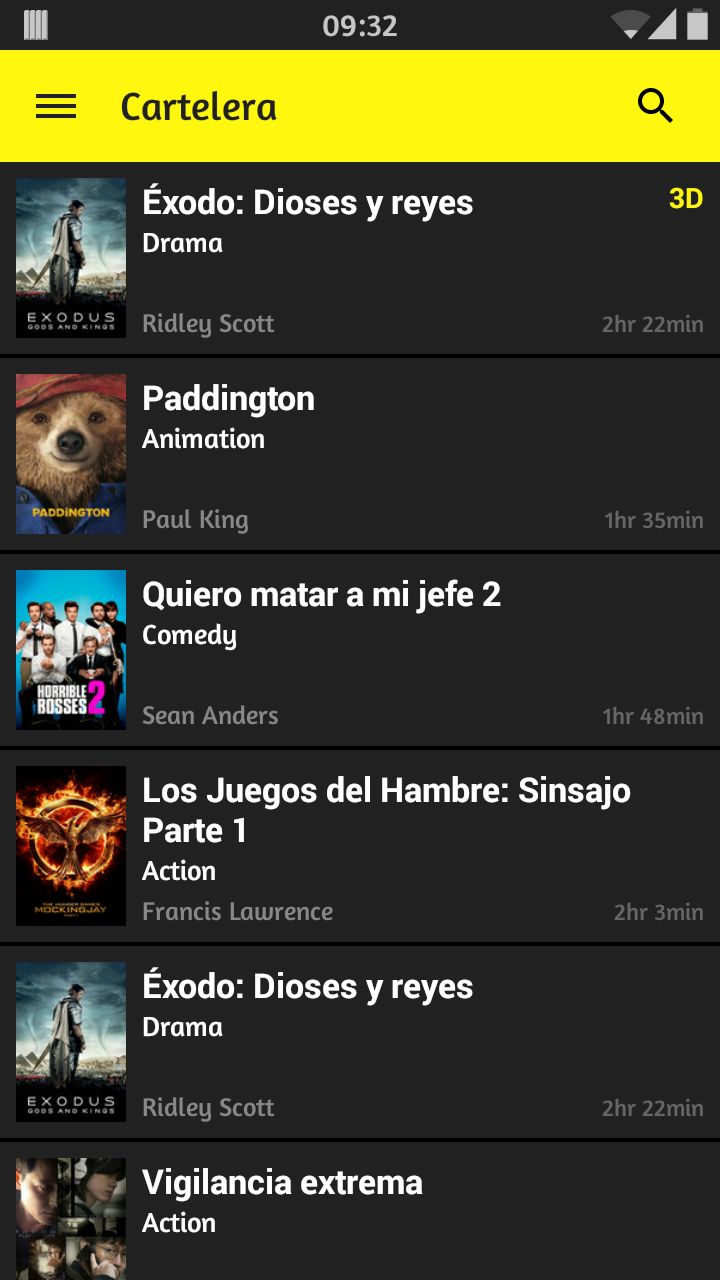 09:32
Cartelera
Éxodo: Dioses y reyes
3D
Drama
EXODUS
GODS AND KINGS
Ridley Scott
2hr 22min
Paddington
Animation
PADDINGTON
Paul King
1hr 35min
Quiero matar a mi jefe 2
Comedy
HORRIBLE
BOSSES 2
Sean Anders
1hr 48min
Los Juegos del Hambre: Sinsajo
Parte 1
Action
THE HUNGER GAMES
MOCKINGJAY
PART 1
Francis Lawrence
2hr 3min
Éxodo: Dioses y reyes
Drama
EXODUS
GODS AND KINGS
Ridley Scott
2hr 22min
Vigilancia extrema
Action